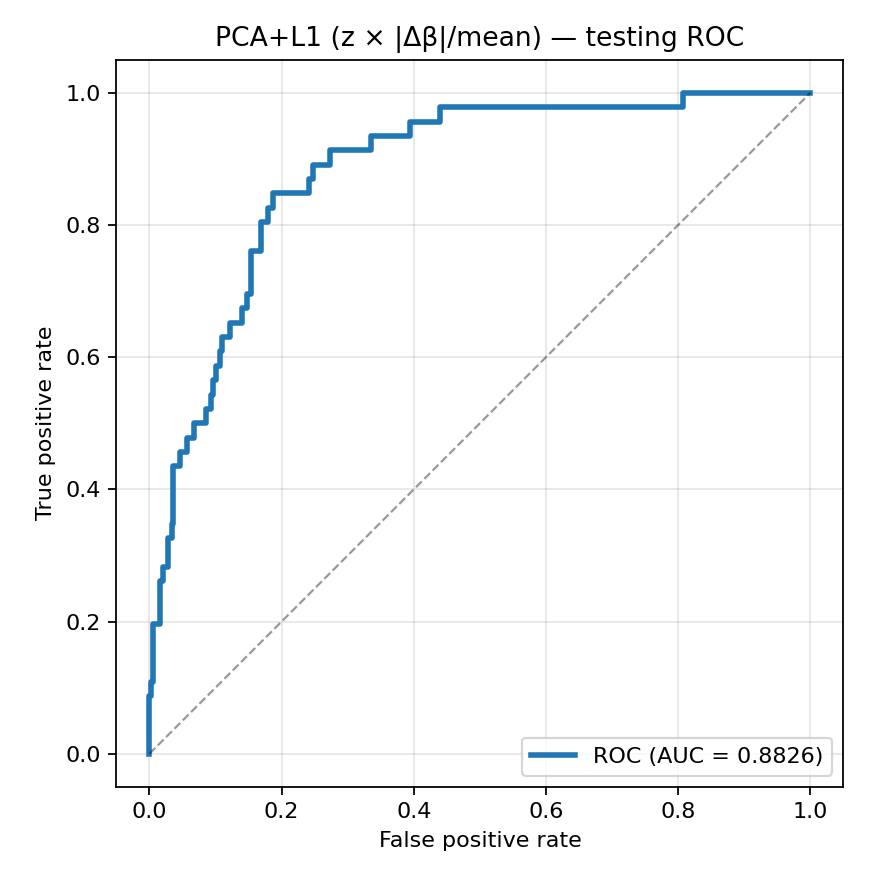 PCA+L1 (z × |Δβ|/mean) — testing ROC
1.0
0.8
0.6
0.4
0.2
0.0
True positive rate
ROC (AUC = 0.8826)
0.0 0.2 0.4 0.6 0.8 1.0
False positive rate